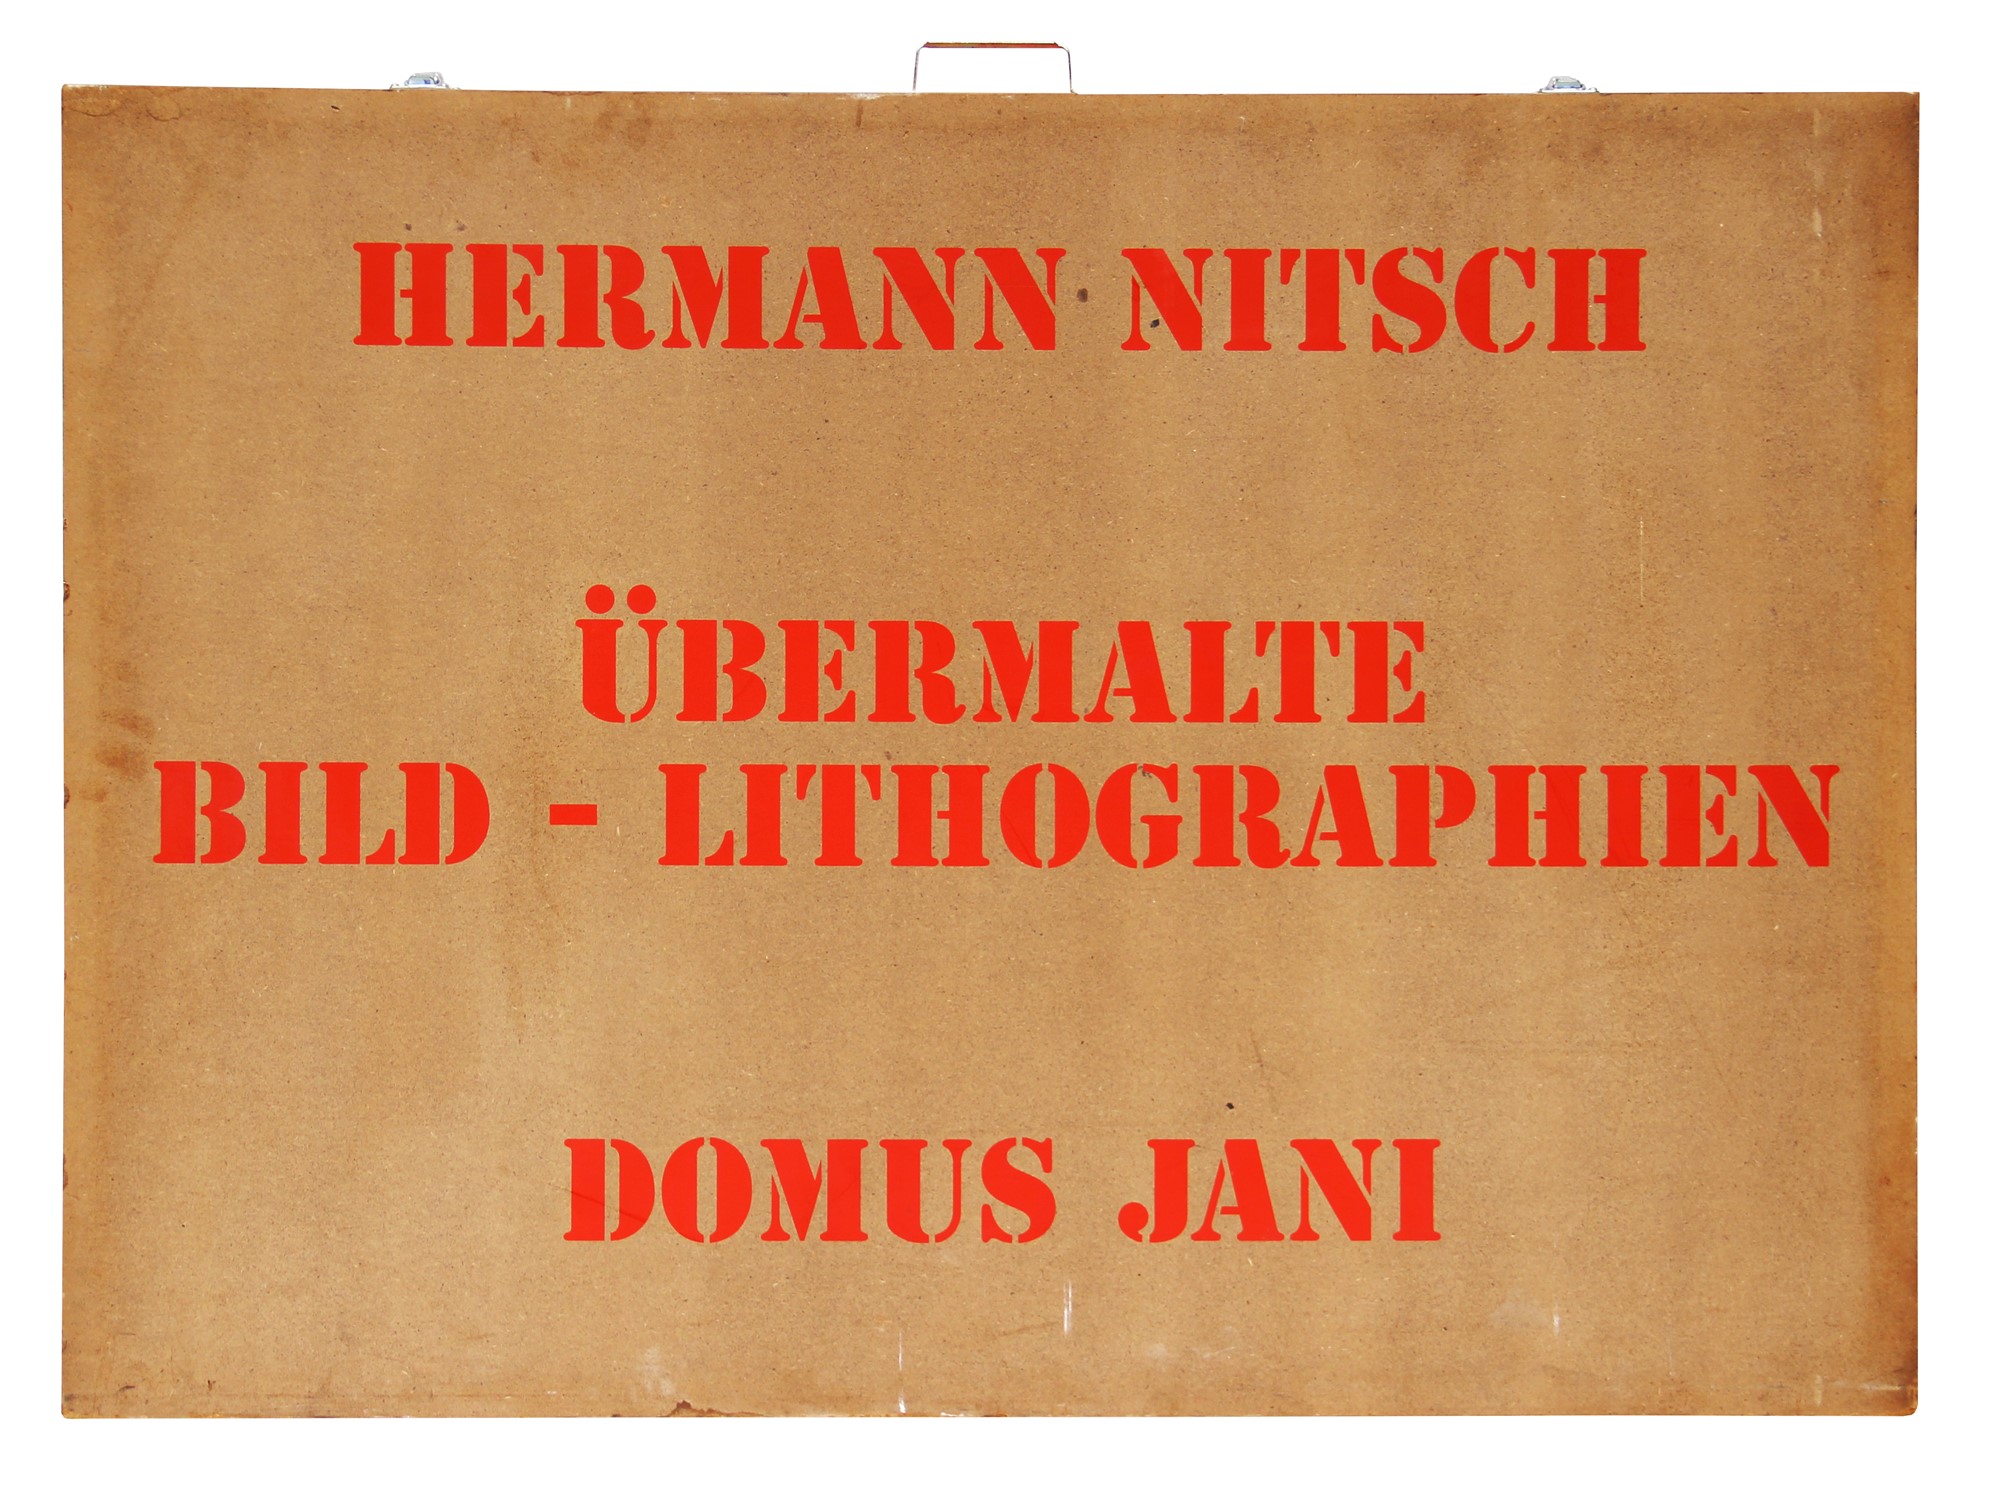 HERMANN NITSCH
ÜBERMALTE
BILD - LITHOGRAPHIEN
DOMUS JANI